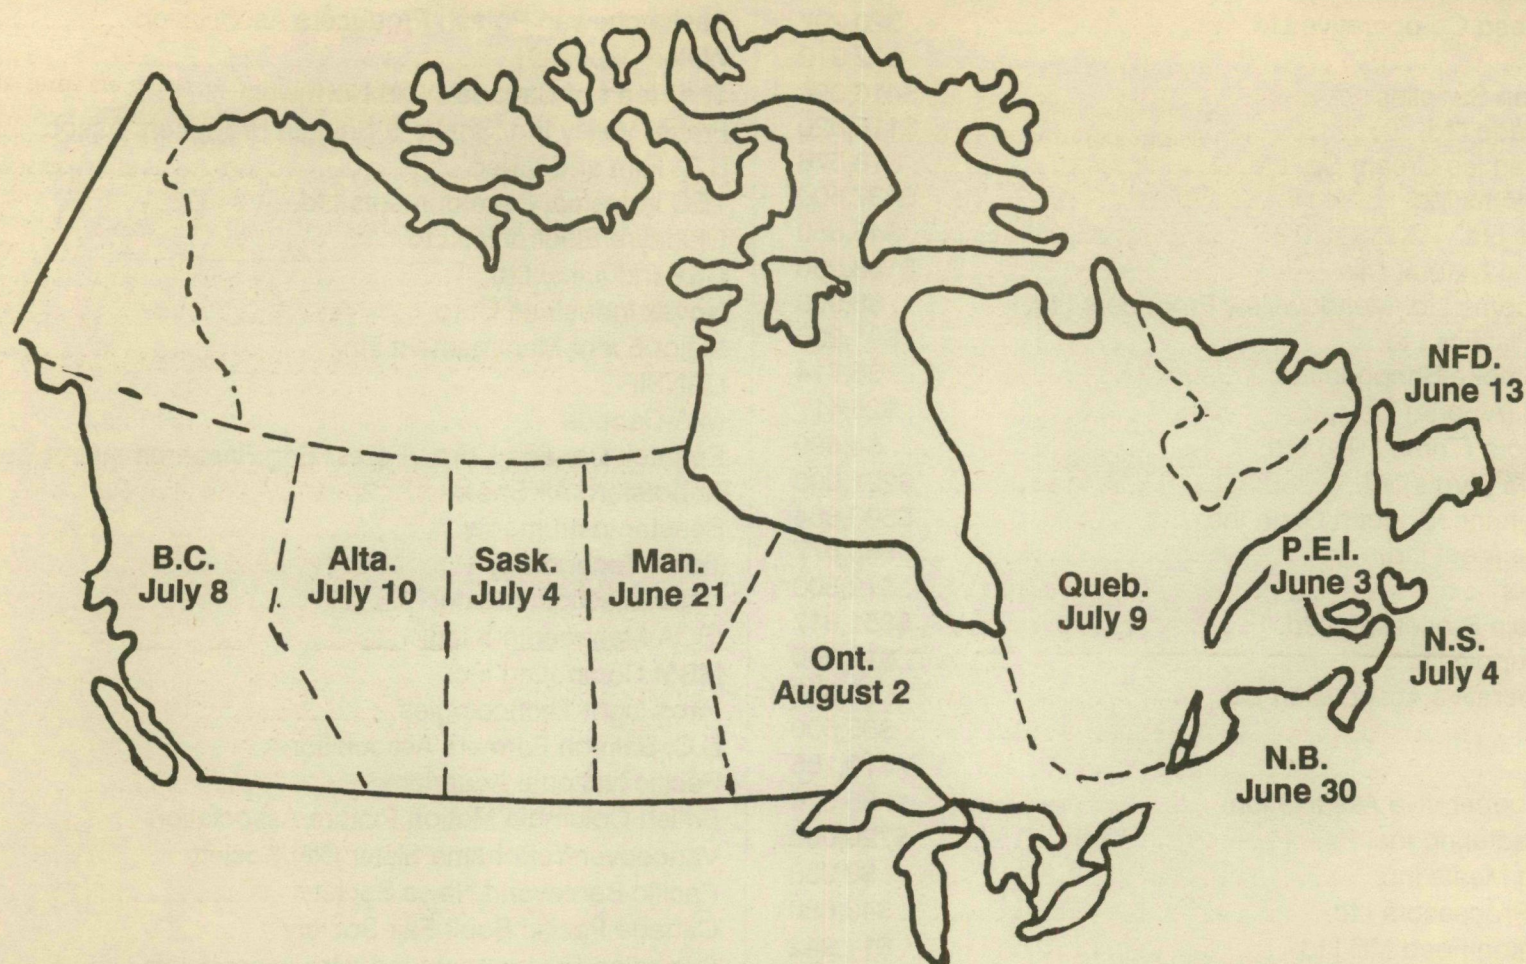 NFD.
June 13
B.C.
July 8
Alta.
July 10
Sask.
July 4
Man.
June 21
Ont.
August 2
Queb.
July 9
P.E.I.
June 3
N.S.
July 4
N.B.
June 30